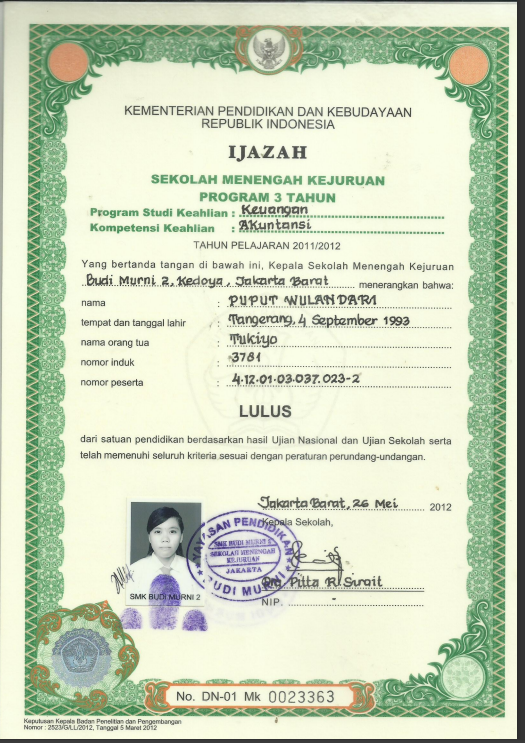 KEMENTERIAN PENDIDIKAN DAN KEBUDAYAAN
REPUBLIK INDONESIA
IJAZAH
SEKOLAH MENENGAH KEJURUAN
PROGRAM 3 TAHUN
Program Studi Keahlian : Keuangan
Kompetensi Keahlian : Akuntansi
TAHUN PELAJARAN 2011/2012
Yang bertanda tangan di bawah ini, Kepala Sekolah Menengah Kejuruan
Budi Murni 2, Kedoya, Jakarta Barat menerangkan bahwa:
nama : PUPUT WULANDARI
tempat dan tanggal lahir : Tangerang, 4 September 1993
nama orang tua : Tukiyo
nomor induk : 3781
nomor peserta : 4.12.01.03.037.023-2
LULUS
dari satuan pendidikan berdasarkan hasil Ujian Nasional dan Ujian Sekolah serta
telah memenuhi seluruh kriteria sesuai dengan peraturan perundang-undangan.
Jakarta Barat, 26 Mei 2012
Kepala Sekolah,
YAYASAN PENDIDIKAN
SMK BUDI MURNI 2
SEKOLAH MENENGAH
KEJURUAN
JAKARTA
BUDI MURNI
Pitta R. Sirait
NIP.
SMK BUDI MURNI 2
No. DN-01 Mk 0023363
Keputusan Kepala Badan Penelitian dan Pengembangan
Nomor : 2523/G/LL/2012, Tanggal 5 Maret 2012